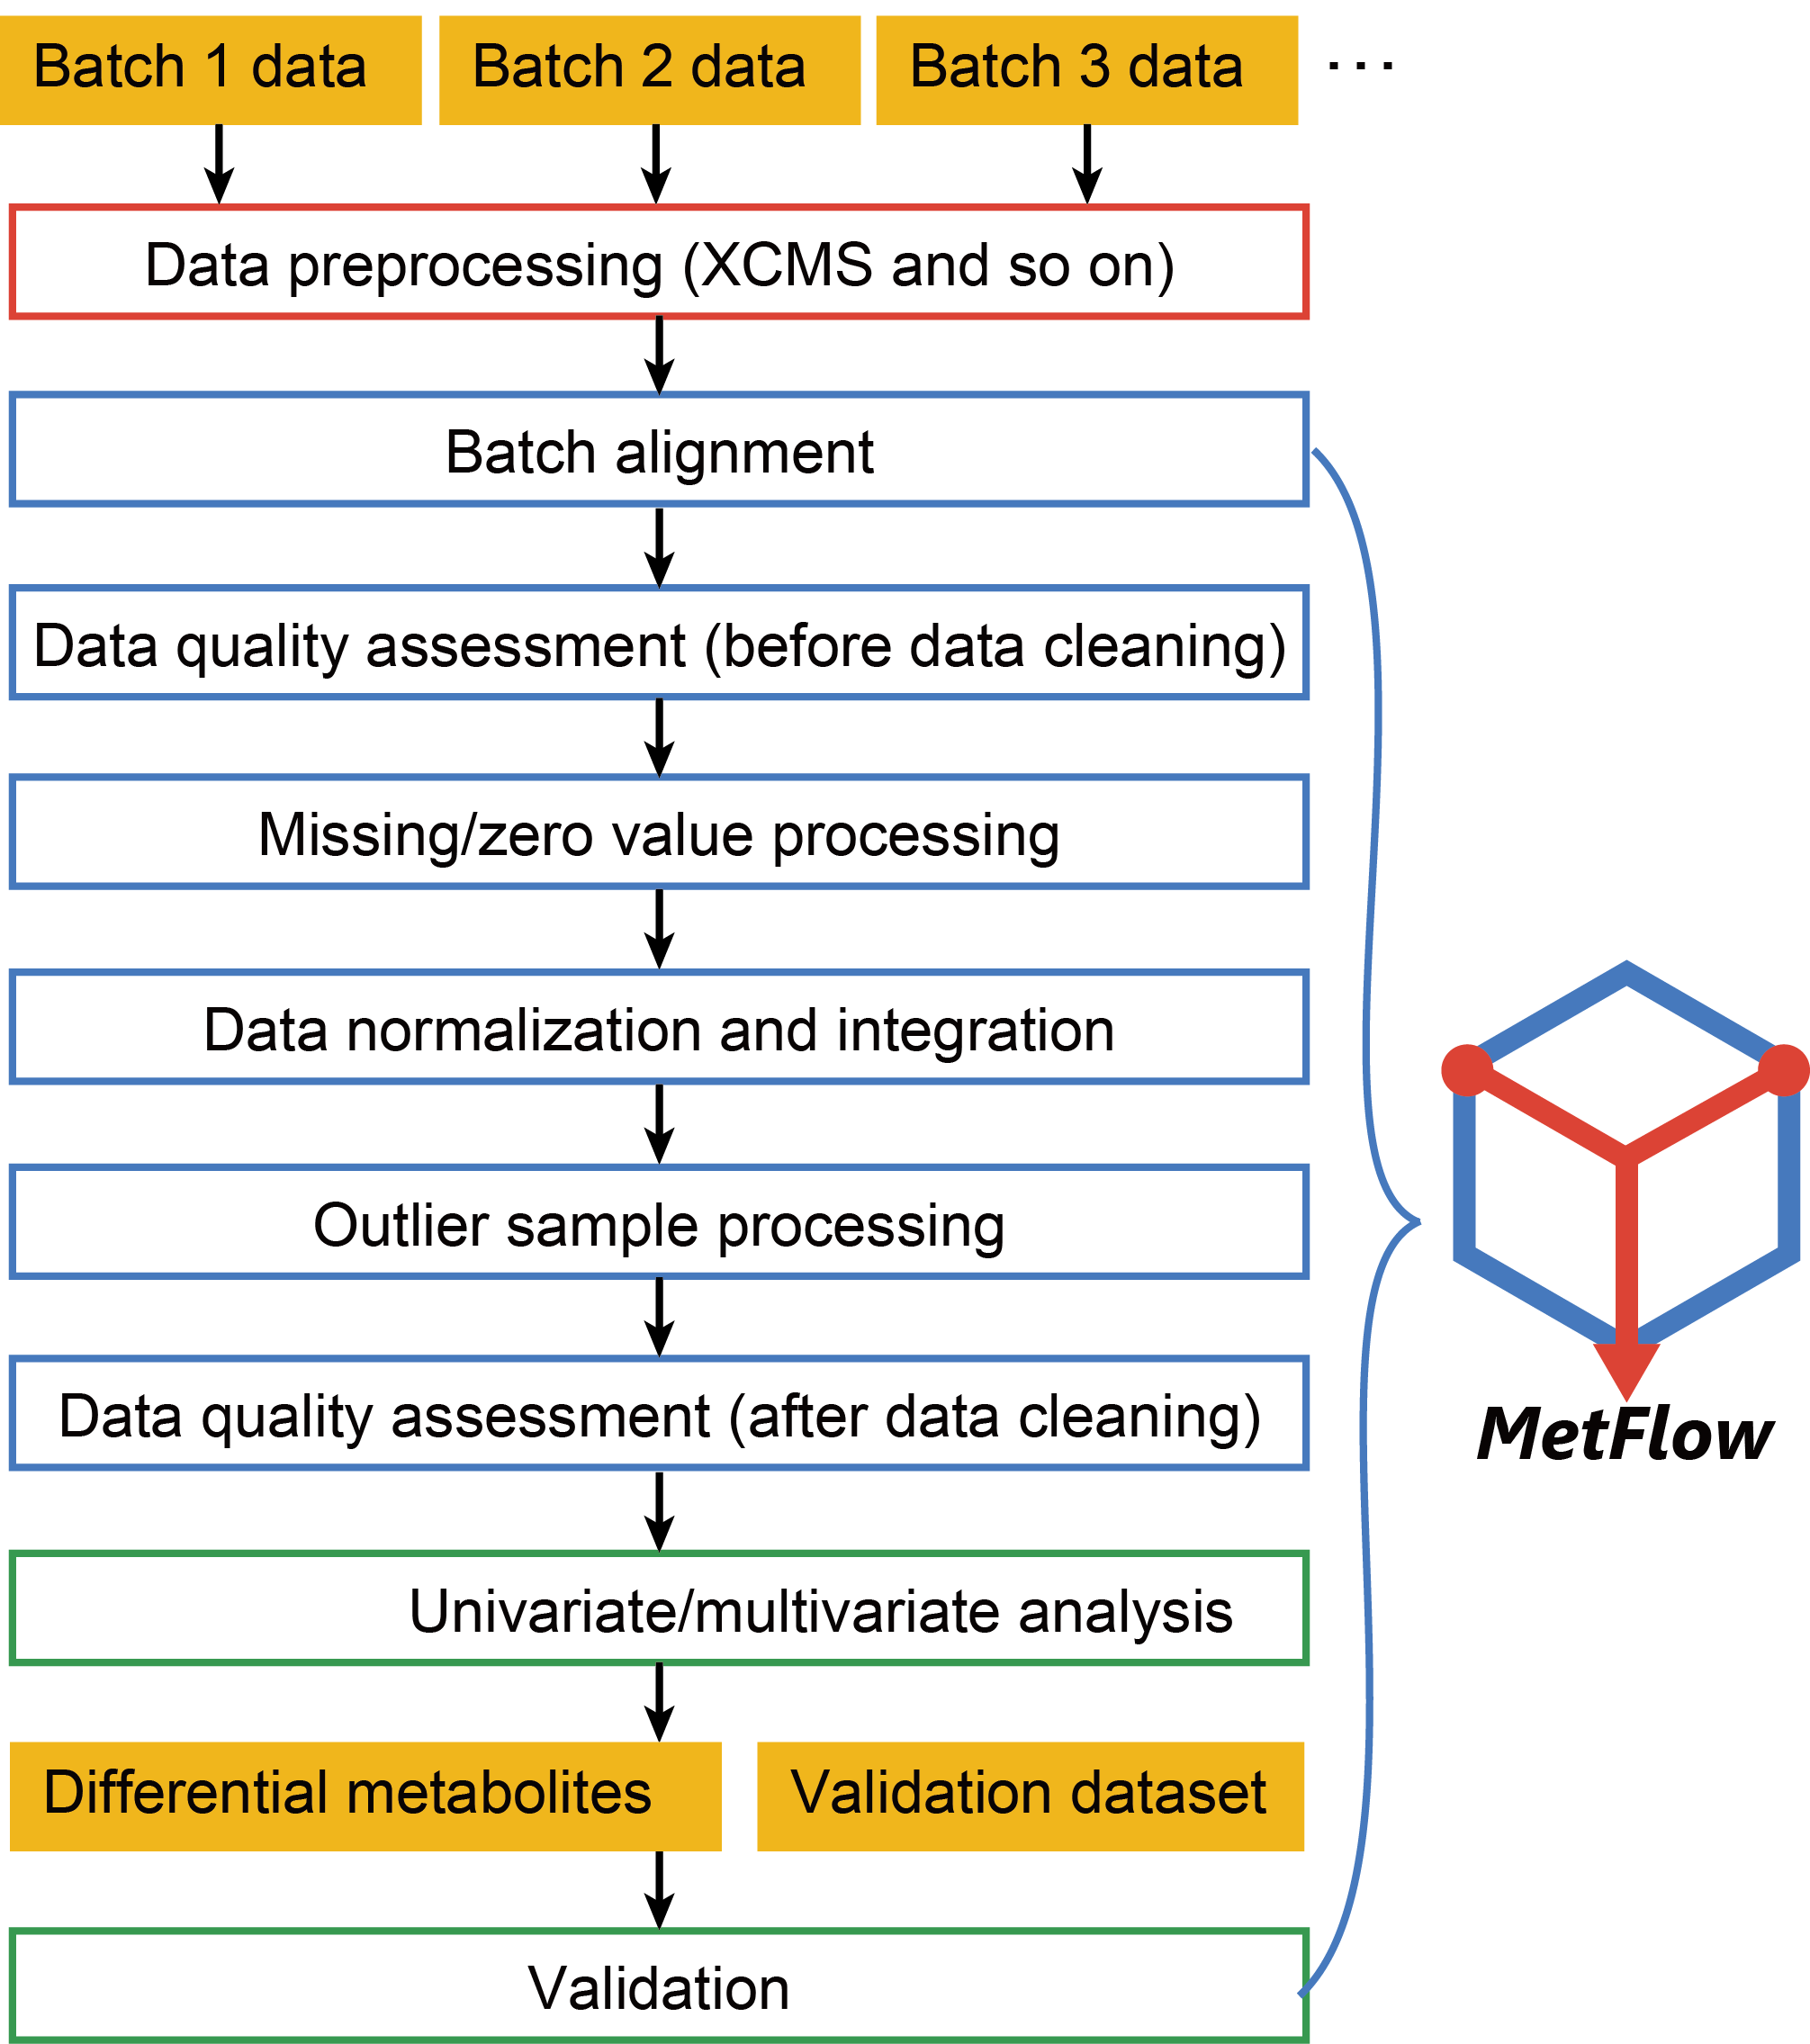 Batch 1 data
Batch 2 data
Batch 3 data
...
Data preprocessing (XCMS and so on)
Batch alignment
Data quality assessment (before data cleaning)
Missing/zero value processing
Data normalization and integration
Outlier sample processing
Data quality assessment (after data cleaning)
MetFlow
Univariate/multivariate analysis
Differential metabolites
Validation dataset
Validation